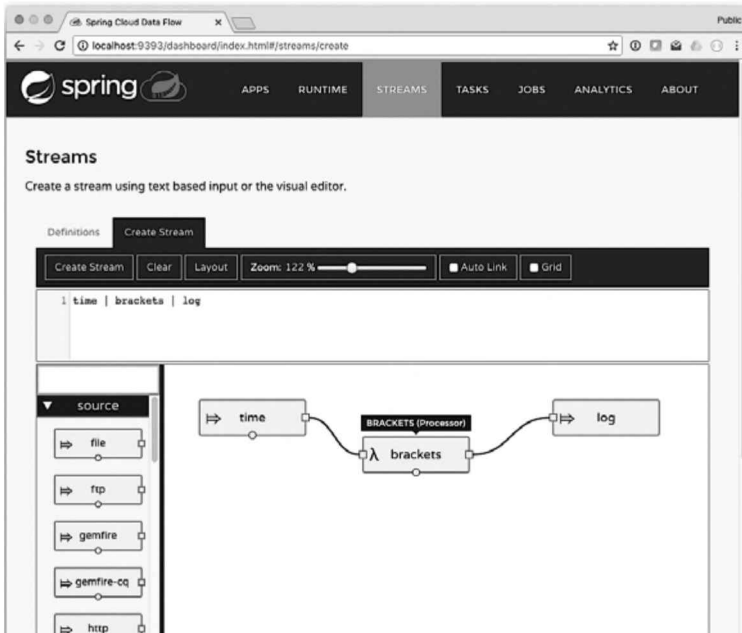 Spring Cloud Data Flow
Public
localhost:9393/dashboard/index.html#/streams/create
spring
APPS RUNTIME STREAMS TASKS JOBS ANALYTICS ABOUT
Streams
Create a stream using text based input or the visual editor.
Definitions Create Stream
Create Stream Clear Layout Zoom: 122 % Auto Link Grid
1 time | brackets | log
source
time
log
BRACKETS (Processor)
λ brackets
file
ftp
gemfire
gemfire-cq
http